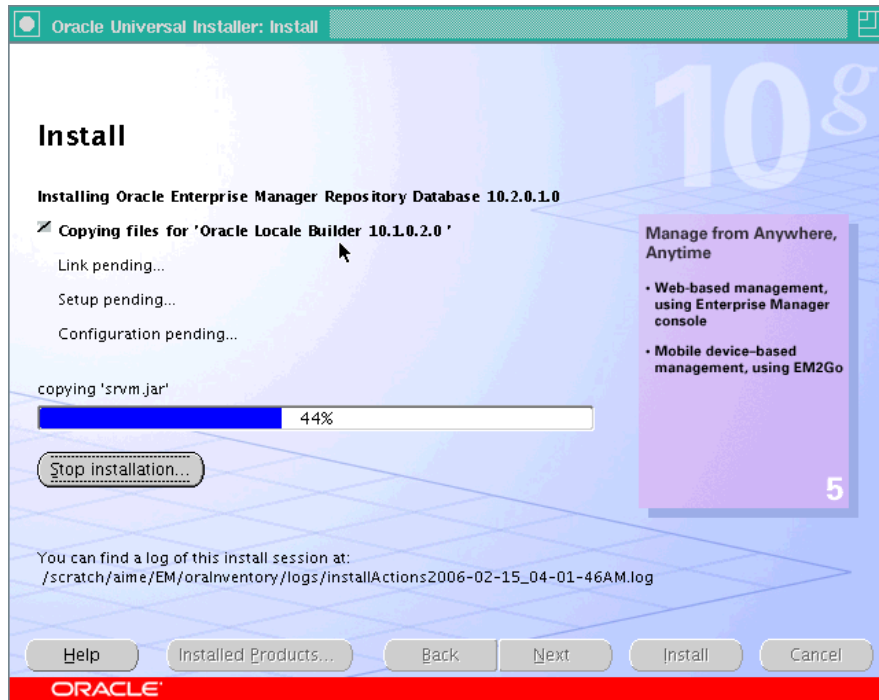 Oracle Universal Installer: Install
10g
Install
Installing Oracle Enterprise Manager Repository Database 10.2.0.1.0
Copying files for 'Oracle Locale Builder 10.1.0.2.0 '
Link pending...
Setup pending...
Configuration pending...
copying 'srvm.jar'
44%
Stop installation...
Manage from Anywhere,
Anytime
• Web-based management,
using Enterprise Manager
console
• Mobile device-based
management, using EM2Go
5
You can find a log of this install session at:
/scratch/aime/EM/oraInventory/logs/installActions2006-02-15_04-01-46AM.log
Help
Installed Products...
Back
Next
Install
Cancel
ORACLE